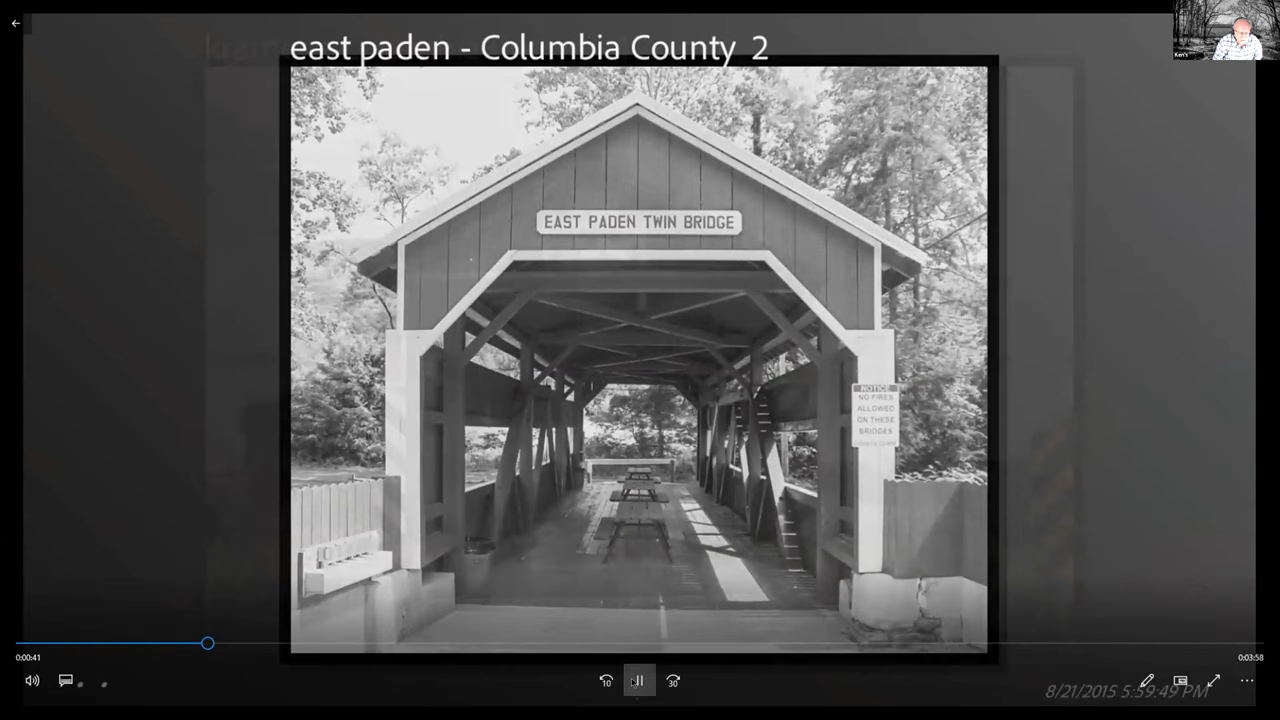 east paden - Columbia County 2
Ken's
EAST PADEN TWIN BRIDGE
NOTICE
NO FIRES
ALLOWED
ON THESE
BRIDGES
0:00:41
0:03:58
10
30
8/21/2015 5:59:49 PM